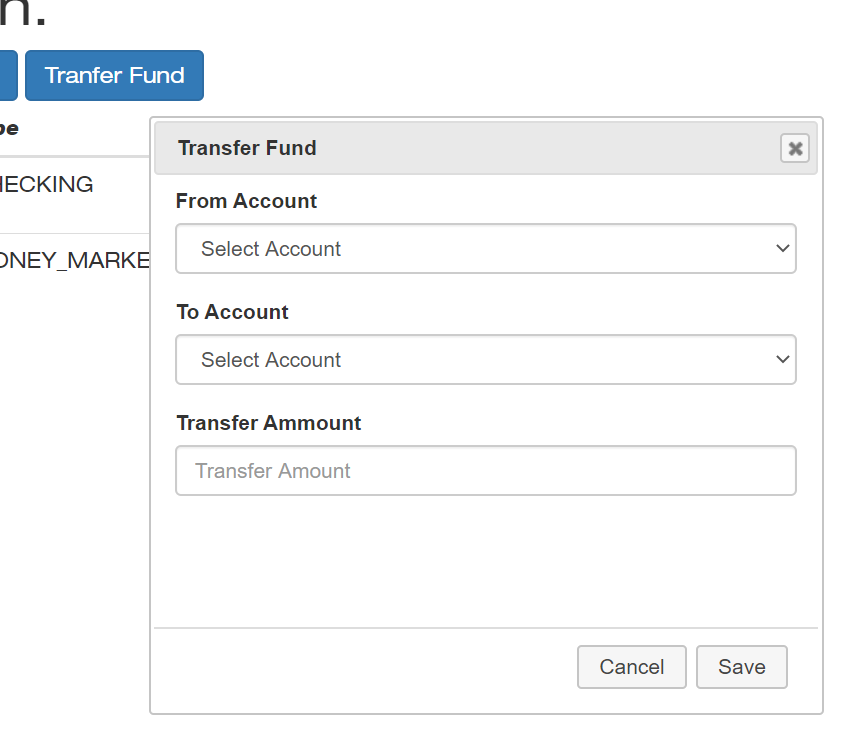 n.
Tranfer Fund
pe
Transfer Fund
HECKING
From Account
Select Account
ONEY_MARKE
To Account
Select Account
Transfer Ammount
Transfer Amount
Cancel Save